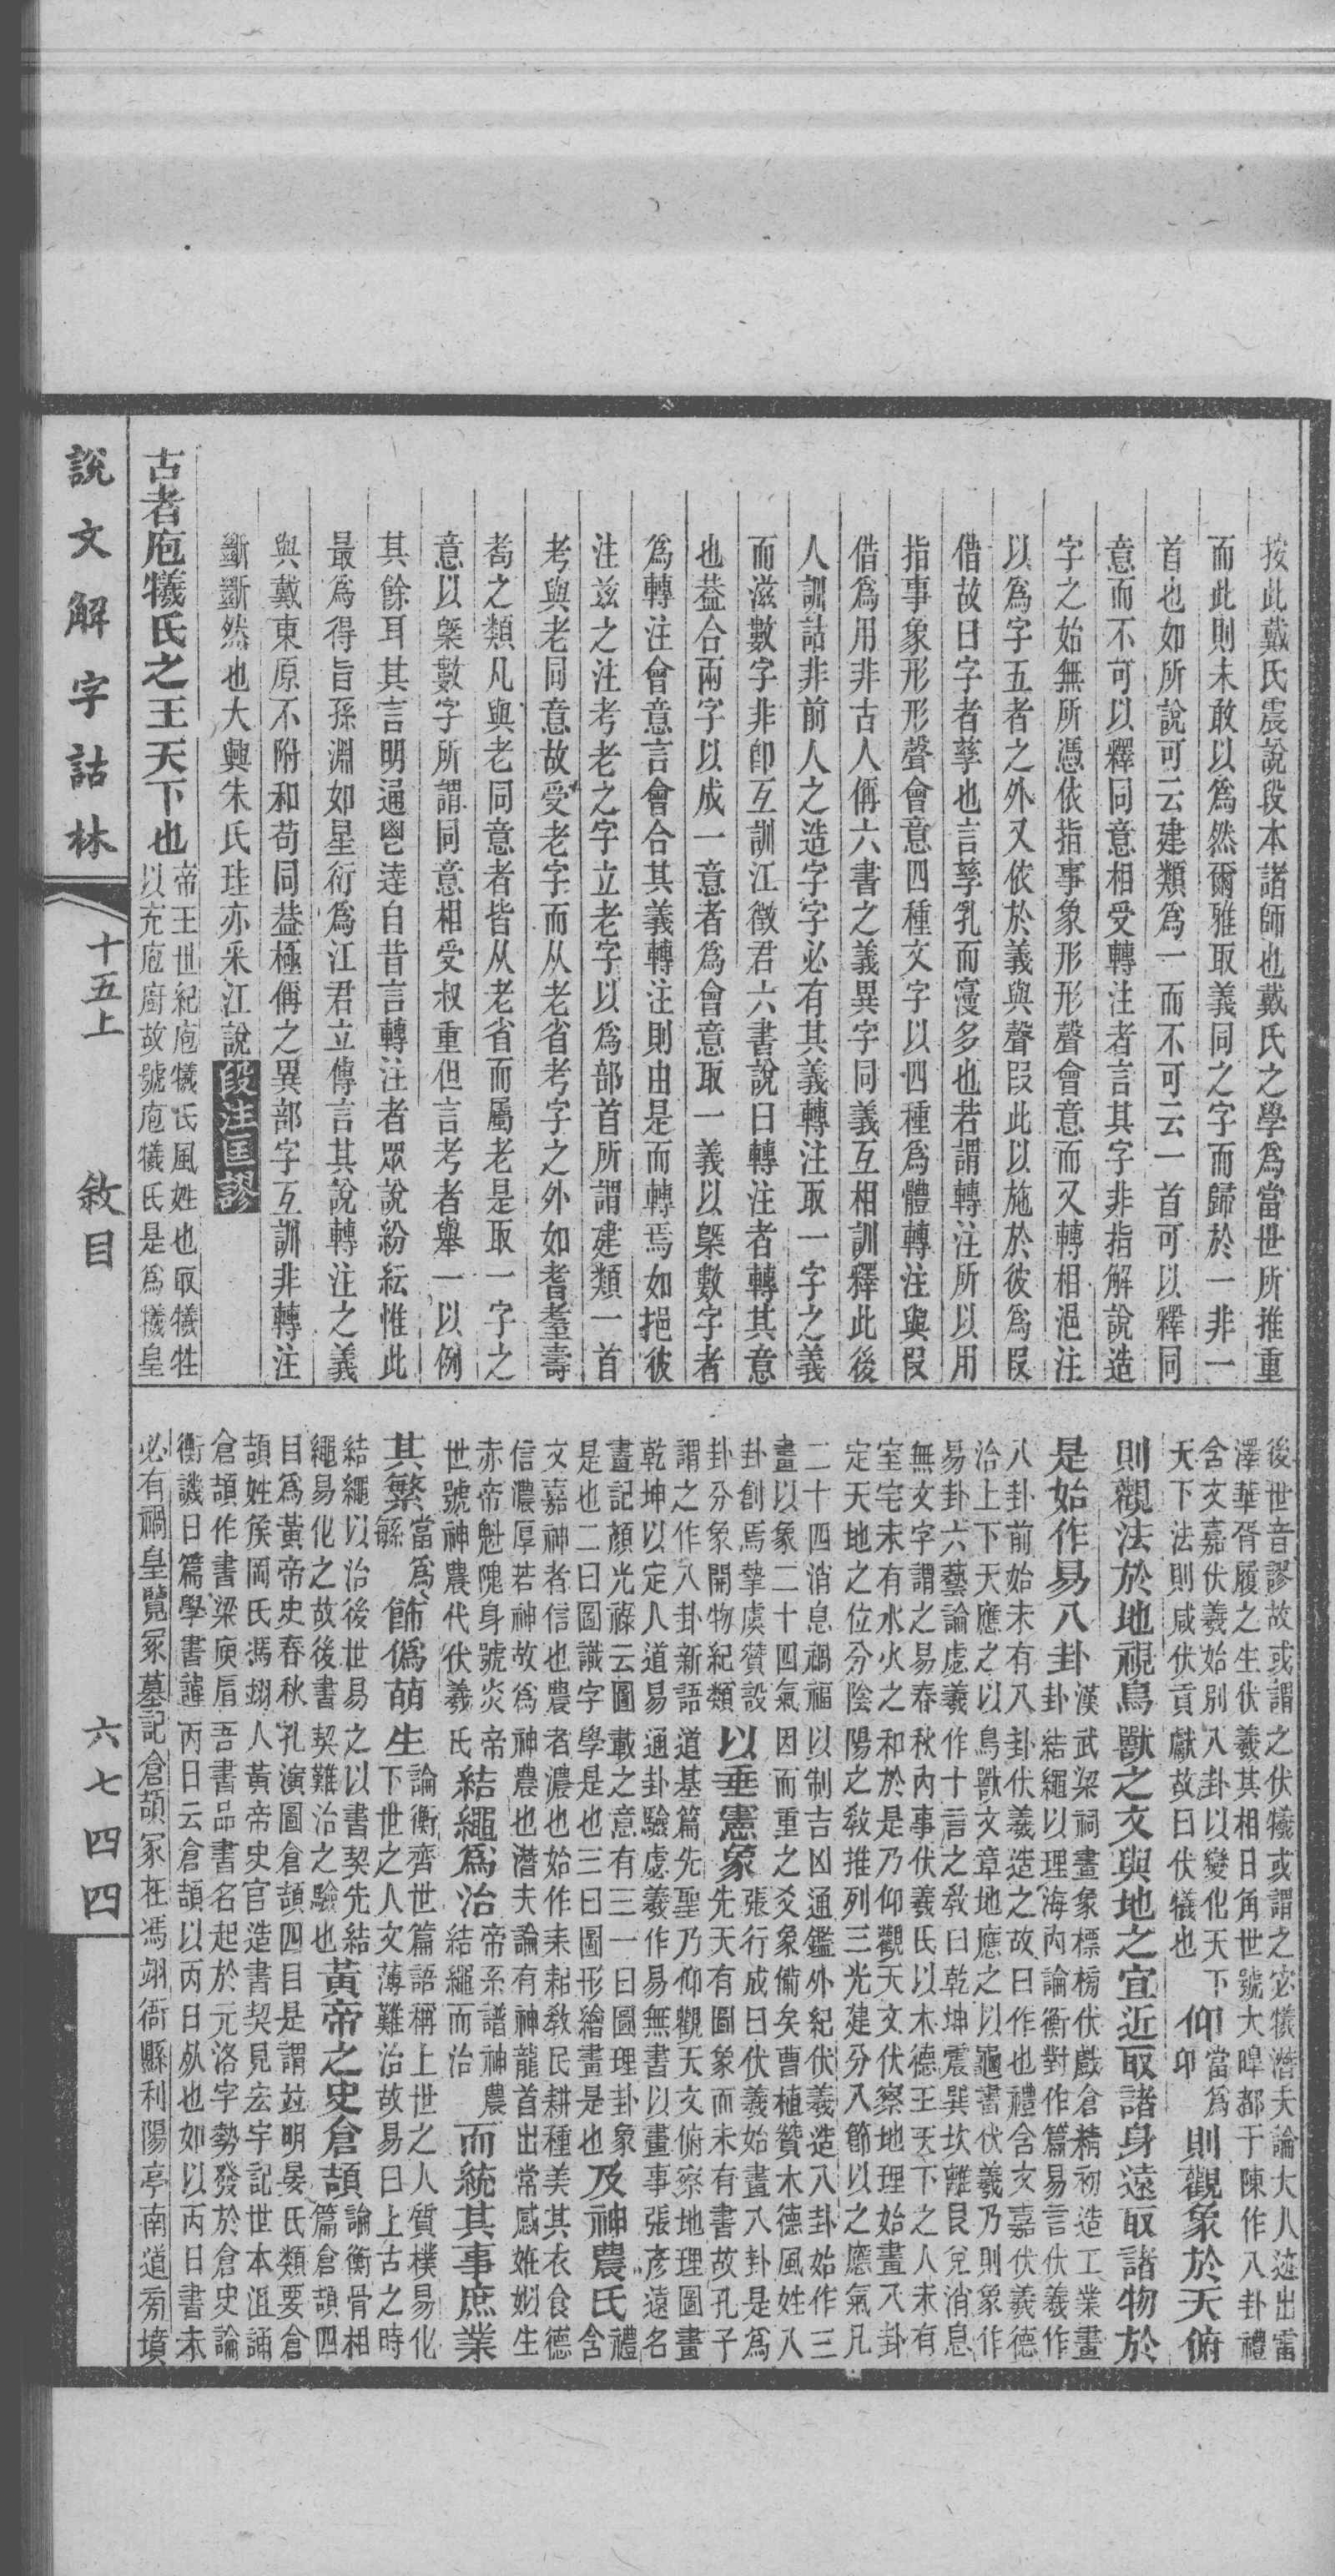 按此戴氏震說段本諸師也戴氏之學爲當世所推重
而此則未敢以爲然爾雅取義同之字而歸於一非一
首也如所說可云建類爲一而不可云一首可以釋同
意而不可以釋同意相受轉注者言其字非指解說造
字之始無所憑依指事象形形聲會意而又轉相浥注
以爲字五者之外又依於義與聲叚此以施於彼爲叚
借故曰字者孳也言孳乳而寖多也若謂轉注所以用
指事象形形聲會意四種文字以四種爲體轉注與叚
借爲用非古人偁六書之義異字同義互相訓釋此後
人訓詁非前人之造字字必有其義轉注取一字之義
而滋數字非卽互訓江徵君六書說曰轉注者轉其意
也葢合兩字以成一意者爲會意取一義以槩數字者
爲轉注會意言會合其義轉注則由是而轉焉如挹彼
注玆之注考老之字立老字以爲部首所謂建類一首
考與老同意故受老字而从老省考字之外如耆耋壽
耉之類凡與老同意者皆从老省而屬老是取一字之
意以槩數字所謂同意相受叔重但言考者舉一以例
其餘耳其言明通鬯達自昔言轉注者眾說紛紜惟此
最爲得旨孫淵如星衍爲江君立傳言其說轉注之義
與戴東原不附和苟同葢極偁之異部字互訓非轉注
斷斷然也大興朱氏珪亦采江說段注匡謬
古者庖犧氏之王天下也
帝王世紀庖犧氏風姓也取犧牲
以充庖廚故號庖犧氏是爲犧皇
後世音謬故或謂之伏犧或謂之宓犧潛夫論大人迹出雷
澤華胥履之生伏羲其相日角世號大暤都于陳作八卦禮
含文嘉伏羲始別八卦以變化天下
天下法則咸伏貢獻故曰伏犧也
仰
當爲
卬
則觀象於天俯
則觀法於地視鳥獸之文與地之宜近取諸身遠取諸物於
是始作易八卦
漢武梁祠畫象標榜伏戲倉精初造工業畫
卦結繩以理海內論衡對作篇易言伏羲作
八卦前始未有八卦伏羲造之故曰作也禮含文嘉伏羲德
洽上下天應之以鳥獸文章地應之以龜書伏羲乃則象作
易卦六藝論虙羲作十言之敎曰乾坤震巽坎離艮兌消息
無文字謂之易春秋內事伏羲氏以木德王天下之人未有
室宅未有水火之和於是乃仰觀天文伏察地理始畫八卦
定天地之位分陰陽之敎推列三光建分八節以之應氣凡
二十四消息禍福以制吉凶通鑑外紀伏羲造八卦始作三
畫以象二十四氣因而重之爻象備矣曹植贊木德風姓八
卦創焉摯虞贊設
卦分象開物紀類
以垂憲象
張行成曰伏羲始畫八卦是爲
先天有圖象而未有書故孔子
謂之作八卦新語道基篇先聖乃仰觀天文俯察地理圖畫
乾坤以定人道易通卦驗虙羲作易無書以畫事張彥遠名
畫記顏光祿云圖載之意有三一曰圖理卦象
是也二曰圖識字學是也三曰圖形繪畫是也
及神農氏
禮
含
文嘉神者信也農者濃也始作耒耜敎民耕種美其衣食德
信濃厚若神故爲神農也潛夫論有神龍首出常感姙姒生
赤帝魁隗身號炎帝
世號神農代伏羲氏
結繩爲治
帝系譜神農
結繩而治
而統其事庶業
其繁
當爲
緐
飾僞萌生
論衡齊世篇語稱上世之人質樸易化
下世之人文薄難治故易曰上古之時
結繩以治後世易之以書契先結
繩易化之故後書契難治之驗也
黃帝之史倉頡
論衡骨相
篇倉頡四
目爲黃帝史春秋孔演圖倉頡四目是謂竝明晏氏類要倉
頡姓矦岡氏馮翊人黃帝史官造書契見宏宇記世本沮誦
倉頡作書梁庾肩吾書品書名起於元洛字勢發於倉史論
衡譏日篇學書諱丙日云倉頡以丙日㱙也如以丙日書未
必有禍皇覽冢墓記倉頡冢在馮翊衙縣利陽亭南道旁墳
說文解字詁林
十五上
敘目
六七四四